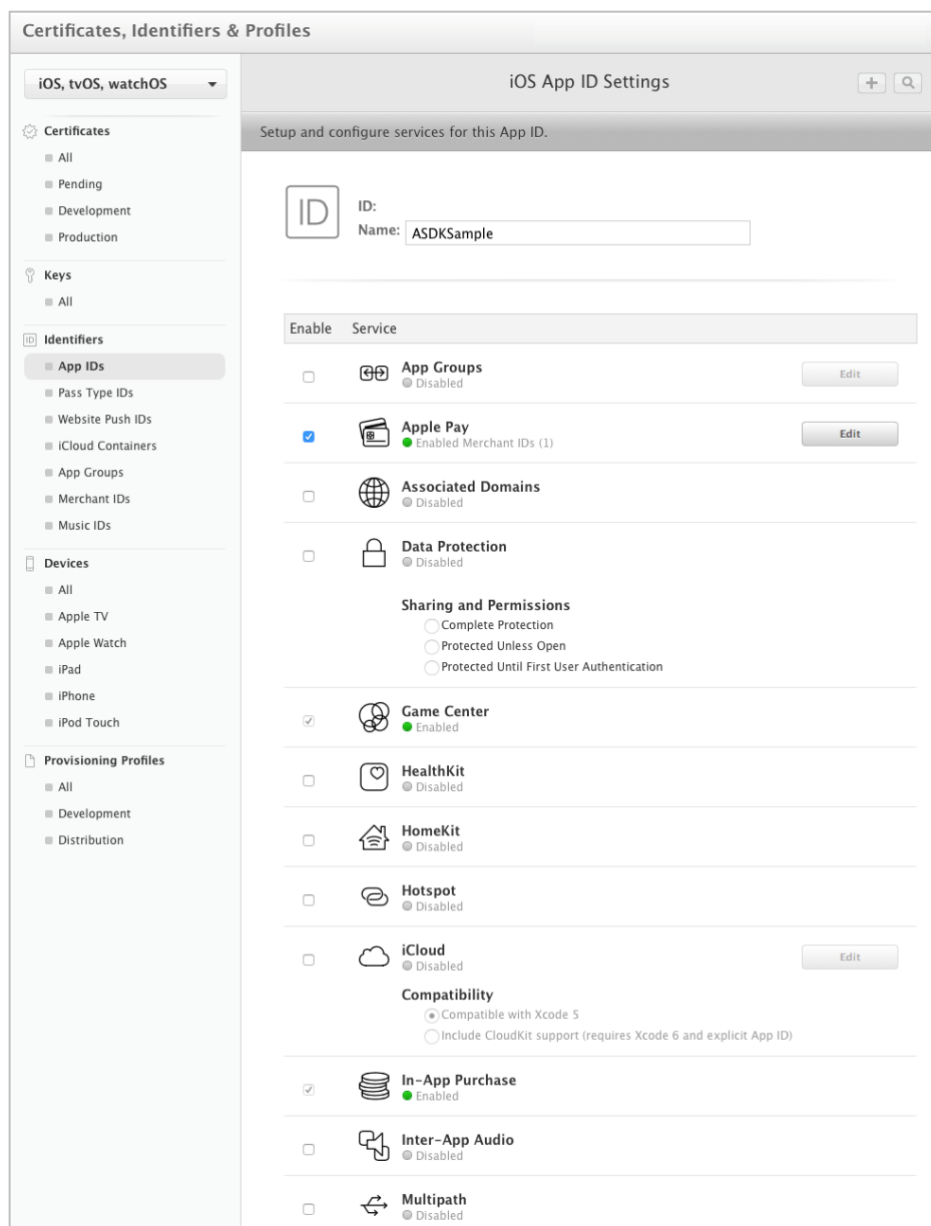 Certificates, Identifiers & Profiles
iOS, tvOS, watchOS
Certificates
All
Pending
Development
Production
Keys
All
ID Identifiers
App IDs
Pass Type IDs
Website Push IDs
iCloud Containers
App Groups
Merchant IDs
Music IDs
Devices
All
Apple TV
Apple Watch
iPad
iPhone
iPod Touch
Provisioning Profiles
All
Development
Distribution
iOS App ID Settings
Setup and configure services for this App ID.
ID
ID:
Name: ASDKSample
Enable Service
App Groups
Disabled
Edit
Apple Pay
Enabled Merchant IDs (1)
Edit
Associated Domains
Disabled
Data Protection
Disabled
Sharing and Permissions
Complete Protection
Protected Unless Open
Protected Until First User Authentication
Game Center
Enabled
HealthKit
Disabled
HomeKit
Disabled
Hotspot
Disabled
iCloud
Disabled
Edit
Compatibility
Compatible with Xcode 5
Include CloudKit support (requires Xcode 6 and explicit App ID)
In-App Purchase
Enabled
Inter-App Audio
Disabled
Multipath
Disabled